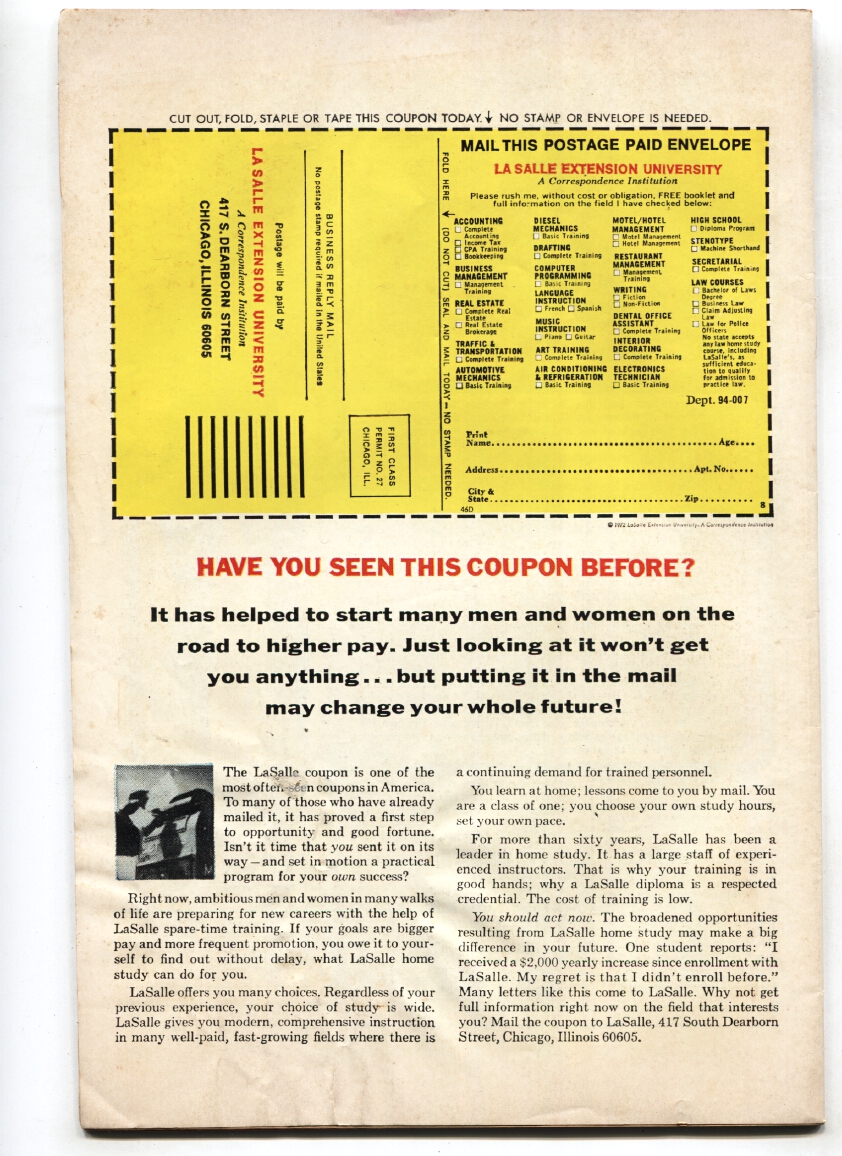 CUT OUT, FOLD, STAPLE OR TAPE THIS COUPON TODAY. ↓ NO STAMP OR ENVELOPE IS NEEDED.
BUSINESS REPLY MAIL
No postage stamp required if mailed in the United States
Postage will be paid by
LA SALLE EXTENSION UNIVERSITY
A Correspondence Institution
417 S. DEARBORN STREET
CHICAGO, ILLINOIS 60605
FIRST CLASS
PERMIT NO. 27
CHICAGO, ILL.
FOLD HERE (DO NOT CUT) SEAL AND MAIL TODAY—NO STAMP NEEDED.
MAIL THIS POSTAGE PAID ENVELOPE
LA SALLE EXTENSION UNIVERSITY
A Correspondence Institution
Please rush me, without cost or obligation, FREE booklet and
full information on the field I have checked below:
ACCOUNTING
☐ Complete
Accounting
☐ Income Tax
☐ CPA Training
☐ Bookkeeping
BUSINESS
MANAGEMENT
☐ Management
Training
REAL ESTATE
☐ Complete Real
Estate
☐ Real Estate
Brokerage
TRAFFIC &
TRANSPORTATION
☐ Complete Training
AUTOMOTIVE
MECHANICS
☐ Basic Training
DIESEL
MECHANICS
☐ Basic Training
DRAFTING
☐ Complete Training
COMPUTER
PROGRAMMING
☐ Basic Training
LANGUAGE
INSTRUCTION
☐ French ☐ Spanish
MUSIC
INSTRUCTION
☐ Piano ☐ Guitar
ART TRAINING
☐ Complete Training
AIR CONDITIONING
& REFRIGERATION
☐ Basic Training
MOTEL/HOTEL
MANAGEMENT
☐ Motel Management
☐ Hotel Management
RESTAURANT
MANAGEMENT
☐ Management
Training
WRITING
☐ Fiction
☐ Non-Fiction
DENTAL OFFICE
ASSISTANT
☐ Complete Training
INTERIOR
DECORATING
☐ Complete Training
ELECTRONICS
TECHNICIAN
☐ Basic Training
HIGH SCHOOL
☐ Diploma Program
STENOTYPE
☐ Machine Shorthand
SECRETARIAL
☐ Complete Training
LAW COURSES
☐ Bachelor of Laws
Degree
☐ Business Law
☐ Claim Adjusting
Law
☐ Law for Police
Officers
No state accepts
any law home study
course, including
LaSalle's, as
sufficient educa-
tion to qualify
for admission to
practice law.
Dept. 94-007
Print
Name.......................................................Age....
Address..............................................Apt. No......
City &
State..............................................Zip..........
46D 8
© 1972 LaSalle Extension University, A Correspondence Institution
HAVE YOU SEEN THIS COUPON BEFORE?
It has helped to start many men and women on the
road to higher pay. Just looking at it won't get
you anything...but putting it in the mail
may change your whole future!
The LaSalle coupon is one of the
most often-seen coupons in America.
To many of those who have already
mailed it, it has proved a first step
to opportunity and good fortune.
Isn't it time that you sent it on its
way—and set in motion a practical
program for your own success?
Right now, ambitious men and women in many walks
of life are preparing for new careers with the help of
LaSalle spare-time training. If your goals are bigger
pay and more frequent promotion, you owe it to your-
self to find out without delay, what LaSalle home
study can do for you.
LaSalle offers you many choices. Regardless of your
previous experience, your choice of study is wide.
LaSalle gives you modern, comprehensive instruction
in many well-paid, fast-growing fields where there is
a continuing demand for trained personnel.
You learn at home; lessons come to you by mail. You
are a class of one; you choose your own study hours,
set your own pace.
For more than sixty years, LaSalle has been a
leader in home study. It has a large staff of experi-
enced instructors. That is why your training is in
good hands; why a LaSalle diploma is a respected
credential. The cost of training is low.
You should act now. The broadened opportunities
resulting from LaSalle home study may make a big
difference in your future. One student reports: "I
received a $2,000 yearly increase since enrollment with
LaSalle. My regret is that I didn't enroll before."
Many letters like this come to LaSalle. Why not get
full information right now on the field that interests
you? Mail the coupon to LaSalle, 417 South Dearborn
Street, Chicago, Illinois 60605.